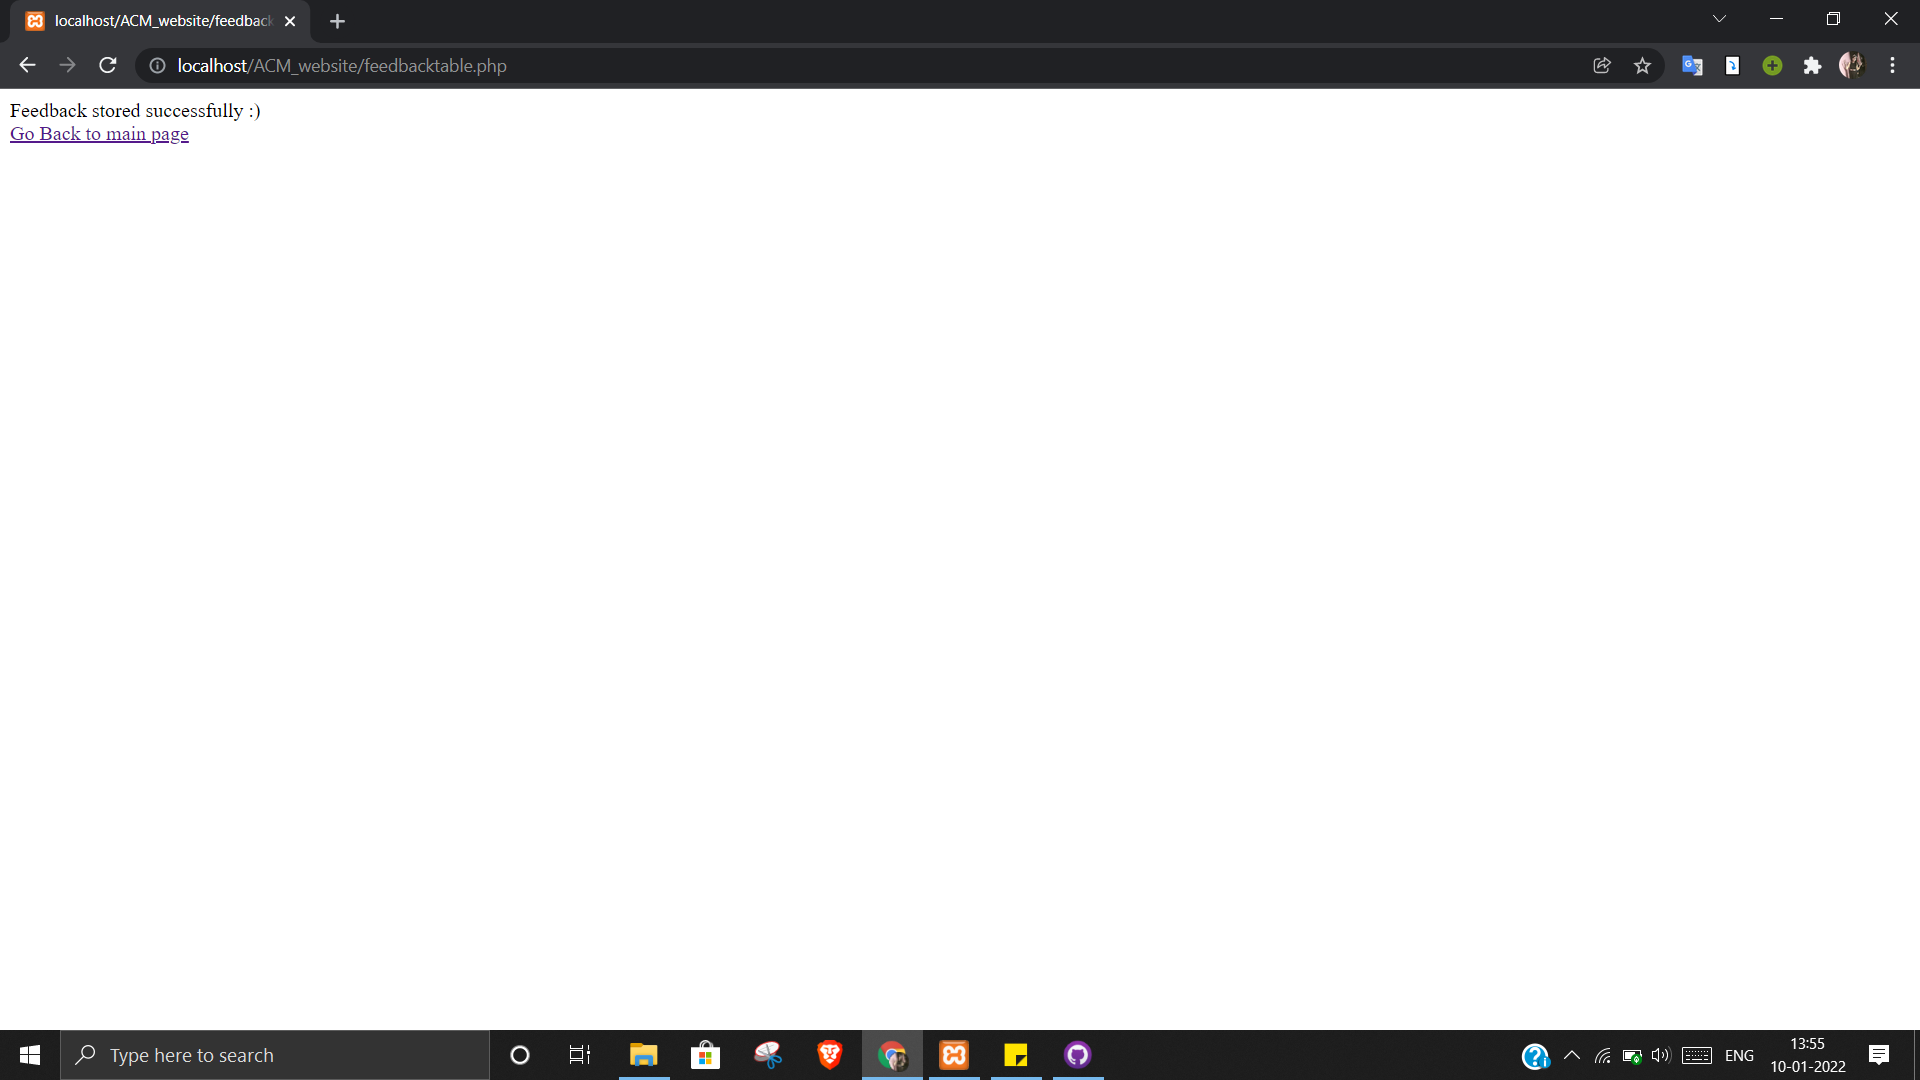 localhost/ACM_website/feedback
localhost/ACM_website/feedbacktable.php
Feedback stored successfully :)
Go Back to main page
Type here to search
ENG
13:55
10-01-2022